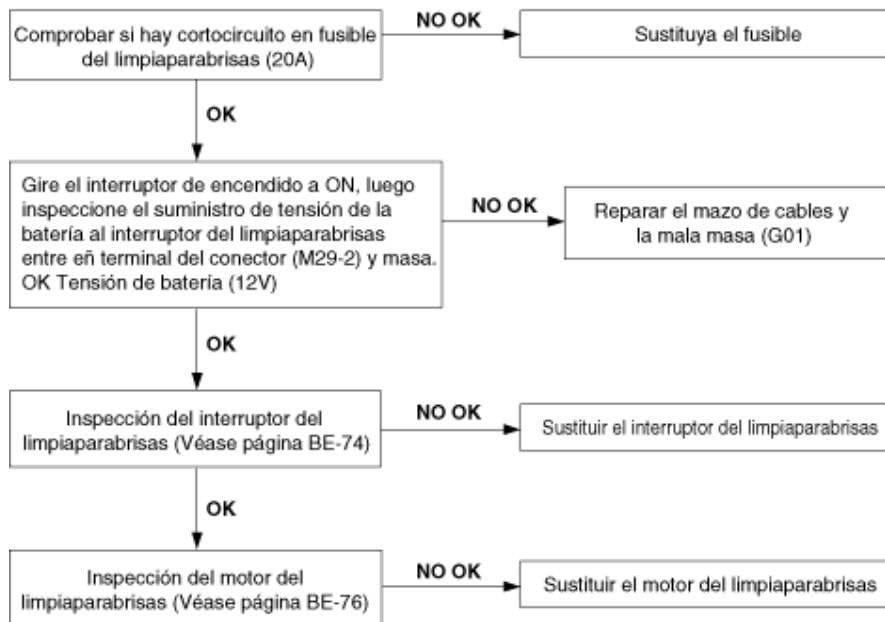 Comprobar si hay cortocircuito en fusible
del limpiaparabrisas (20A)
NO OK
Sustituya el fusible
OK
Gire el interruptor de encendido a ON, luego
inspeccione el suministro de tensión de la
batería al interruptor del limpiaparabrisas
entre eñ terminal del conector (M29-2) y masa.
OK Tensión de batería (12V)
NO OK
Reparar el mazo de cables y
la mala masa (G01)
OK
Inspección del interruptor del
limpiaparabrisas (Véase página BE-74)
NO OK
Sustituir el interruptor del limpiaparabrisas
OK
Inspección del motor del
limpiaparabrisas (Véase página BE-76)
NO OK
Sustituir el motor del limpiaparabrisas